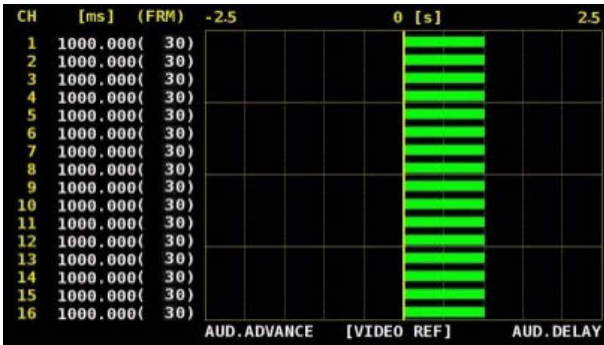 CH [ms] (FRM) -2.5 0 [s] 2.5
1 1000.000( 30)
2 1000.000( 30)
3 1000.000( 30)
4 1000.000( 30)
5 1000.000( 30)
6 1000.000( 30)
7 1000.000( 30)
8 1000.000( 30)
9 1000.000( 30)
10 1000.000( 30)
11 1000.000( 30)
12 1000.000( 30)
13 1000.000( 30)
14 1000.000( 30)
15 1000.000( 30)
16 1000.000( 30)
AUD.ADVANCE [VIDEO REF] AUD.DELAY